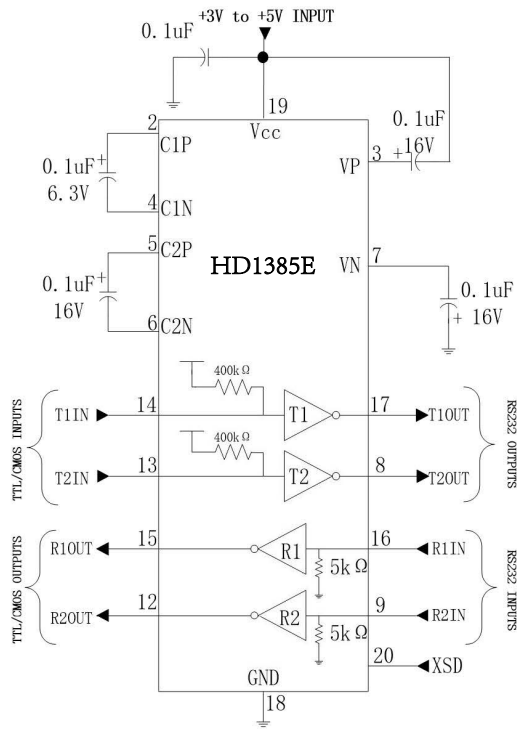 +3V to +5V INPUT
0.1uF
19
Vcc
2
C1P
0.1uF
+
6.3V
4
C1N
5
C2P
0.1uF
+
16V
6
C2N
HD1385E
0.1uF
+
16V
3
VP
7
VN
0.1uF
+ 16V
TTL/CMOS INPUTS
T1IN
14
400kΩ
T1
17
T1OUT
T2IN
13
400kΩ
T2
8
T2OUT
RS232 OUTPUTS
TTL/CMOS OUTPUTS
R1OUT
15
R1
5kΩ
16
R1IN
R2OUT
12
R2
5kΩ
9
R2IN
RS232 INPUTS
20
XSD
GND
18